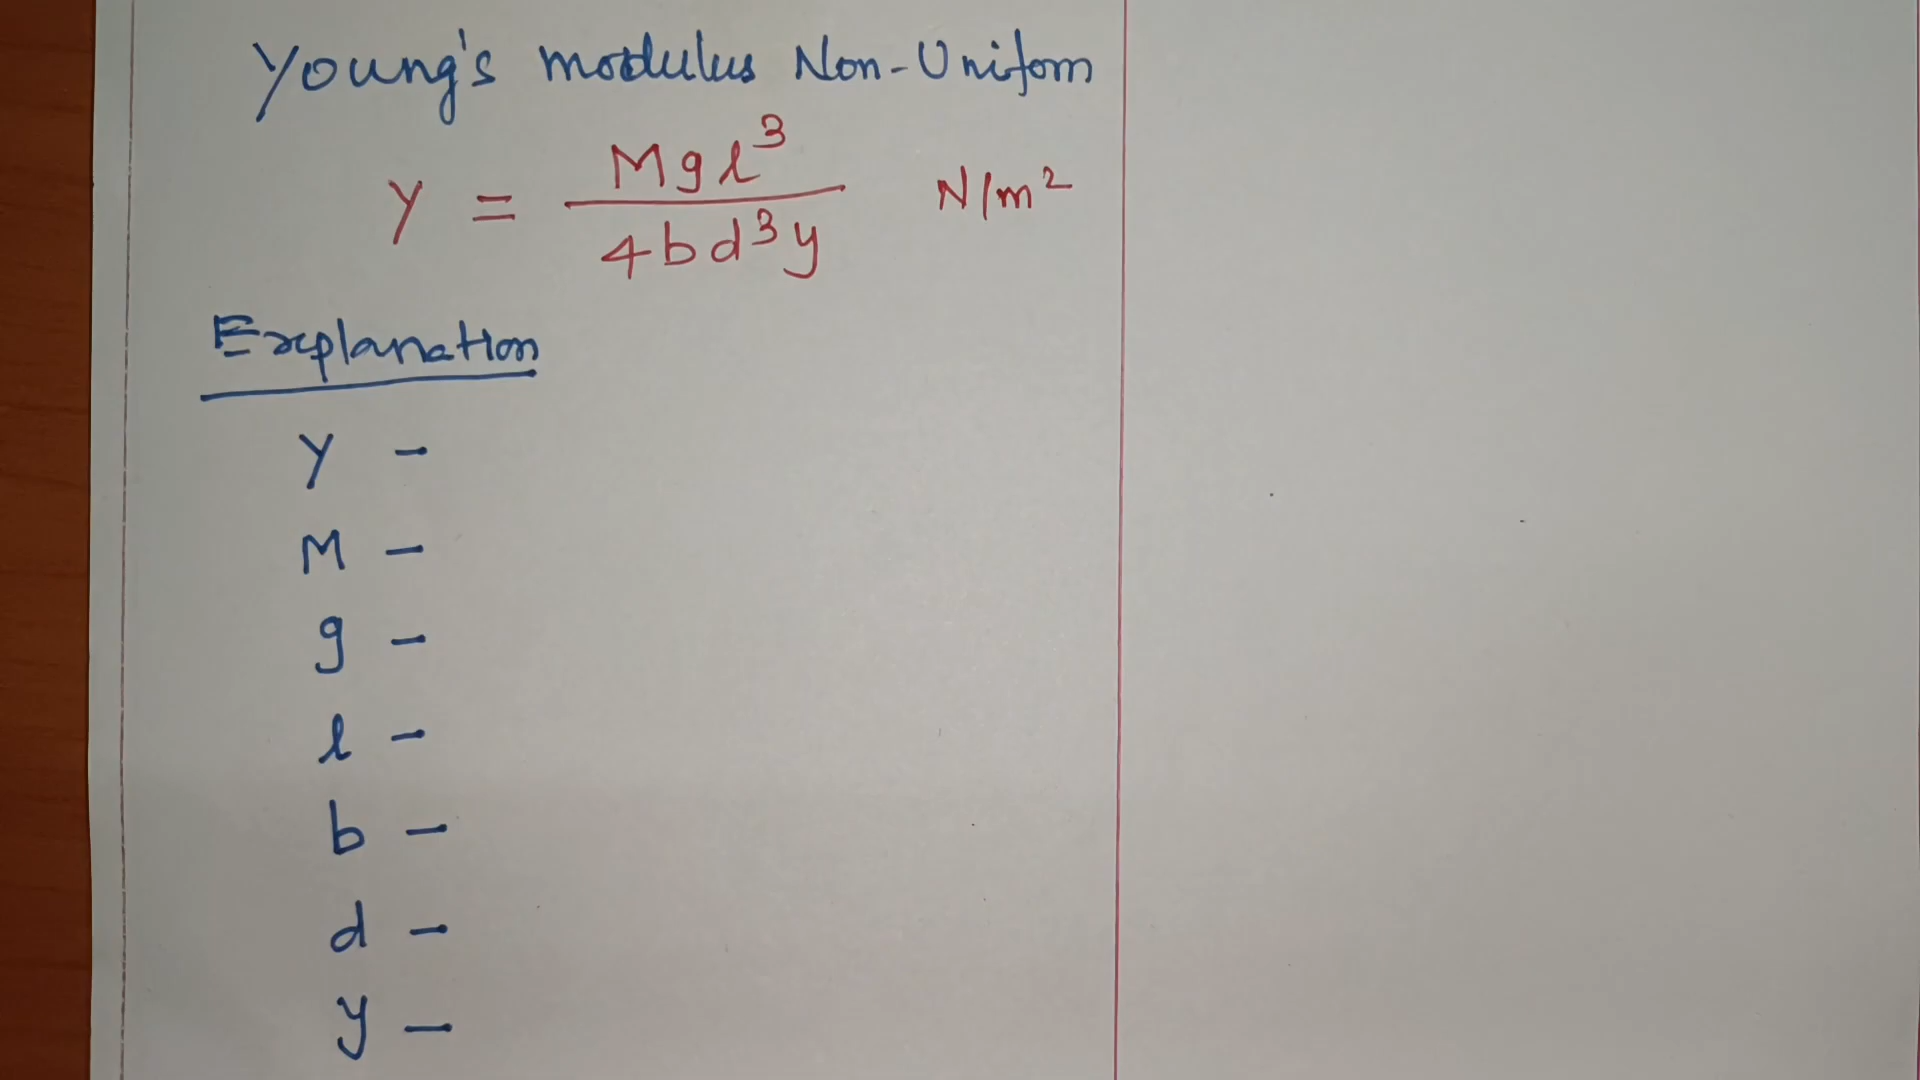 Young's modulus Non-Uniform
Y = Mgl³ / 4bd³y N/m²
Explanation
Y -
M -
g -
l -
b -
d -
y -